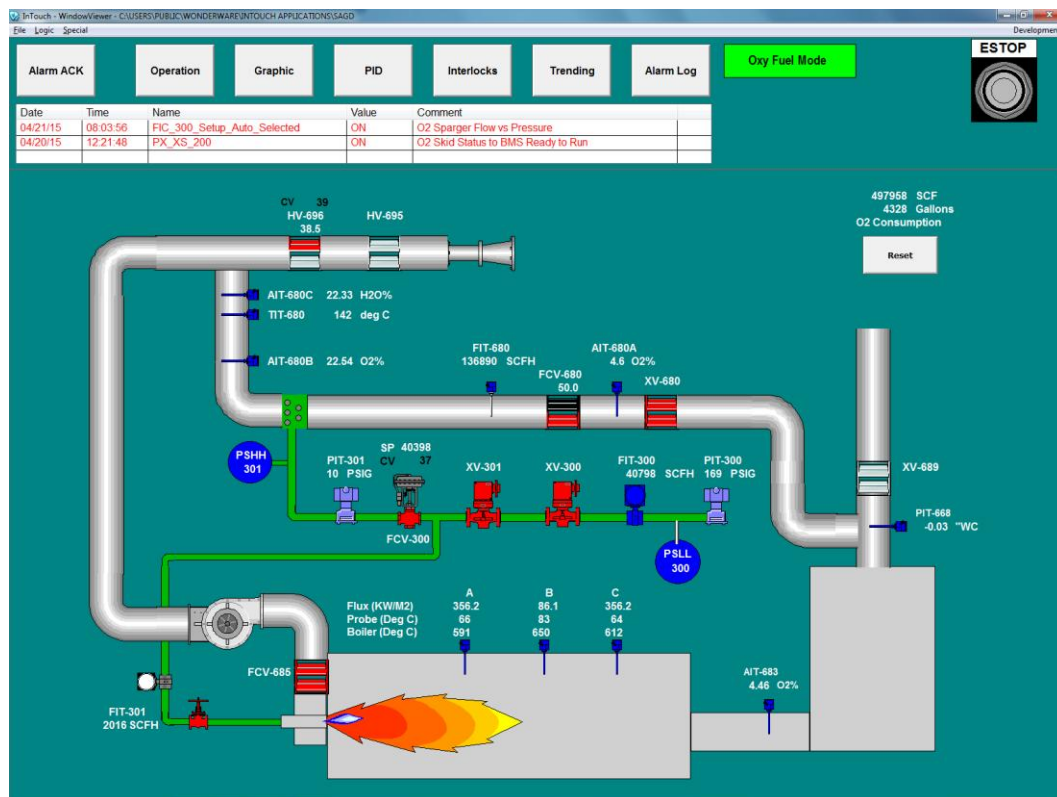 InTouch - WindowViewer - C:\USERS\PUBLIC\WONDERWARE\INTOUCH APPLICATIONS\SAGD
File Logic Special
Development
Alarm ACK
Operation
Graphic
PID
Interlocks
Trending
Alarm Log
Oxy Fuel Mode
ESTOP
Date Time Name Value Comment
04/21/15 08:03:56 FIC_300_Setup_Auto_Selected ON O2 Sparger Flow vs Pressure
04/20/15 12:21:48 PX_XS_200 ON O2 Skid Status to BMS Ready to Run
497958 SCF
4328 Gallons
O2 Consumption
Reset
CV 39
HV-696
38.5
HV-695
AIT-680C 22.33 H2O%
TIT-680 142 deg C
AIT-680B 22.54 O2%
FIT-680
136890 SCFH
AIT-680A
4.6 O2%
FCV-680
50.0
XV-680
PSHH
301
PIT-301
10 PSIG
SP 40398
CV 37
FCV-300
XV-301
XV-300
FIT-300
40798 SCFH
PIT-300
169 PSIG
PSLL
300
XV-689
PIT-668
-0.03 "WC
A B C
Flux (KW/M2) 356.2 86.1 356.2
Probe (Deg C) 66 83 64
Boiler (Deg C) 591 650 612
FCV-685
AIT-683
4.46 O2%
FIT-301
2016 SCFH